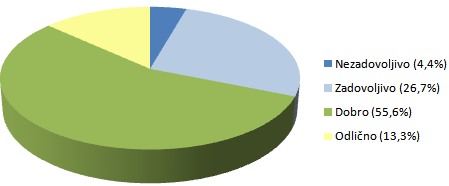 Nezadovoljivo (4,4%)
Zadovoljivo (26,7%)
Dobro (55,6%)
Odlično (13,3%)